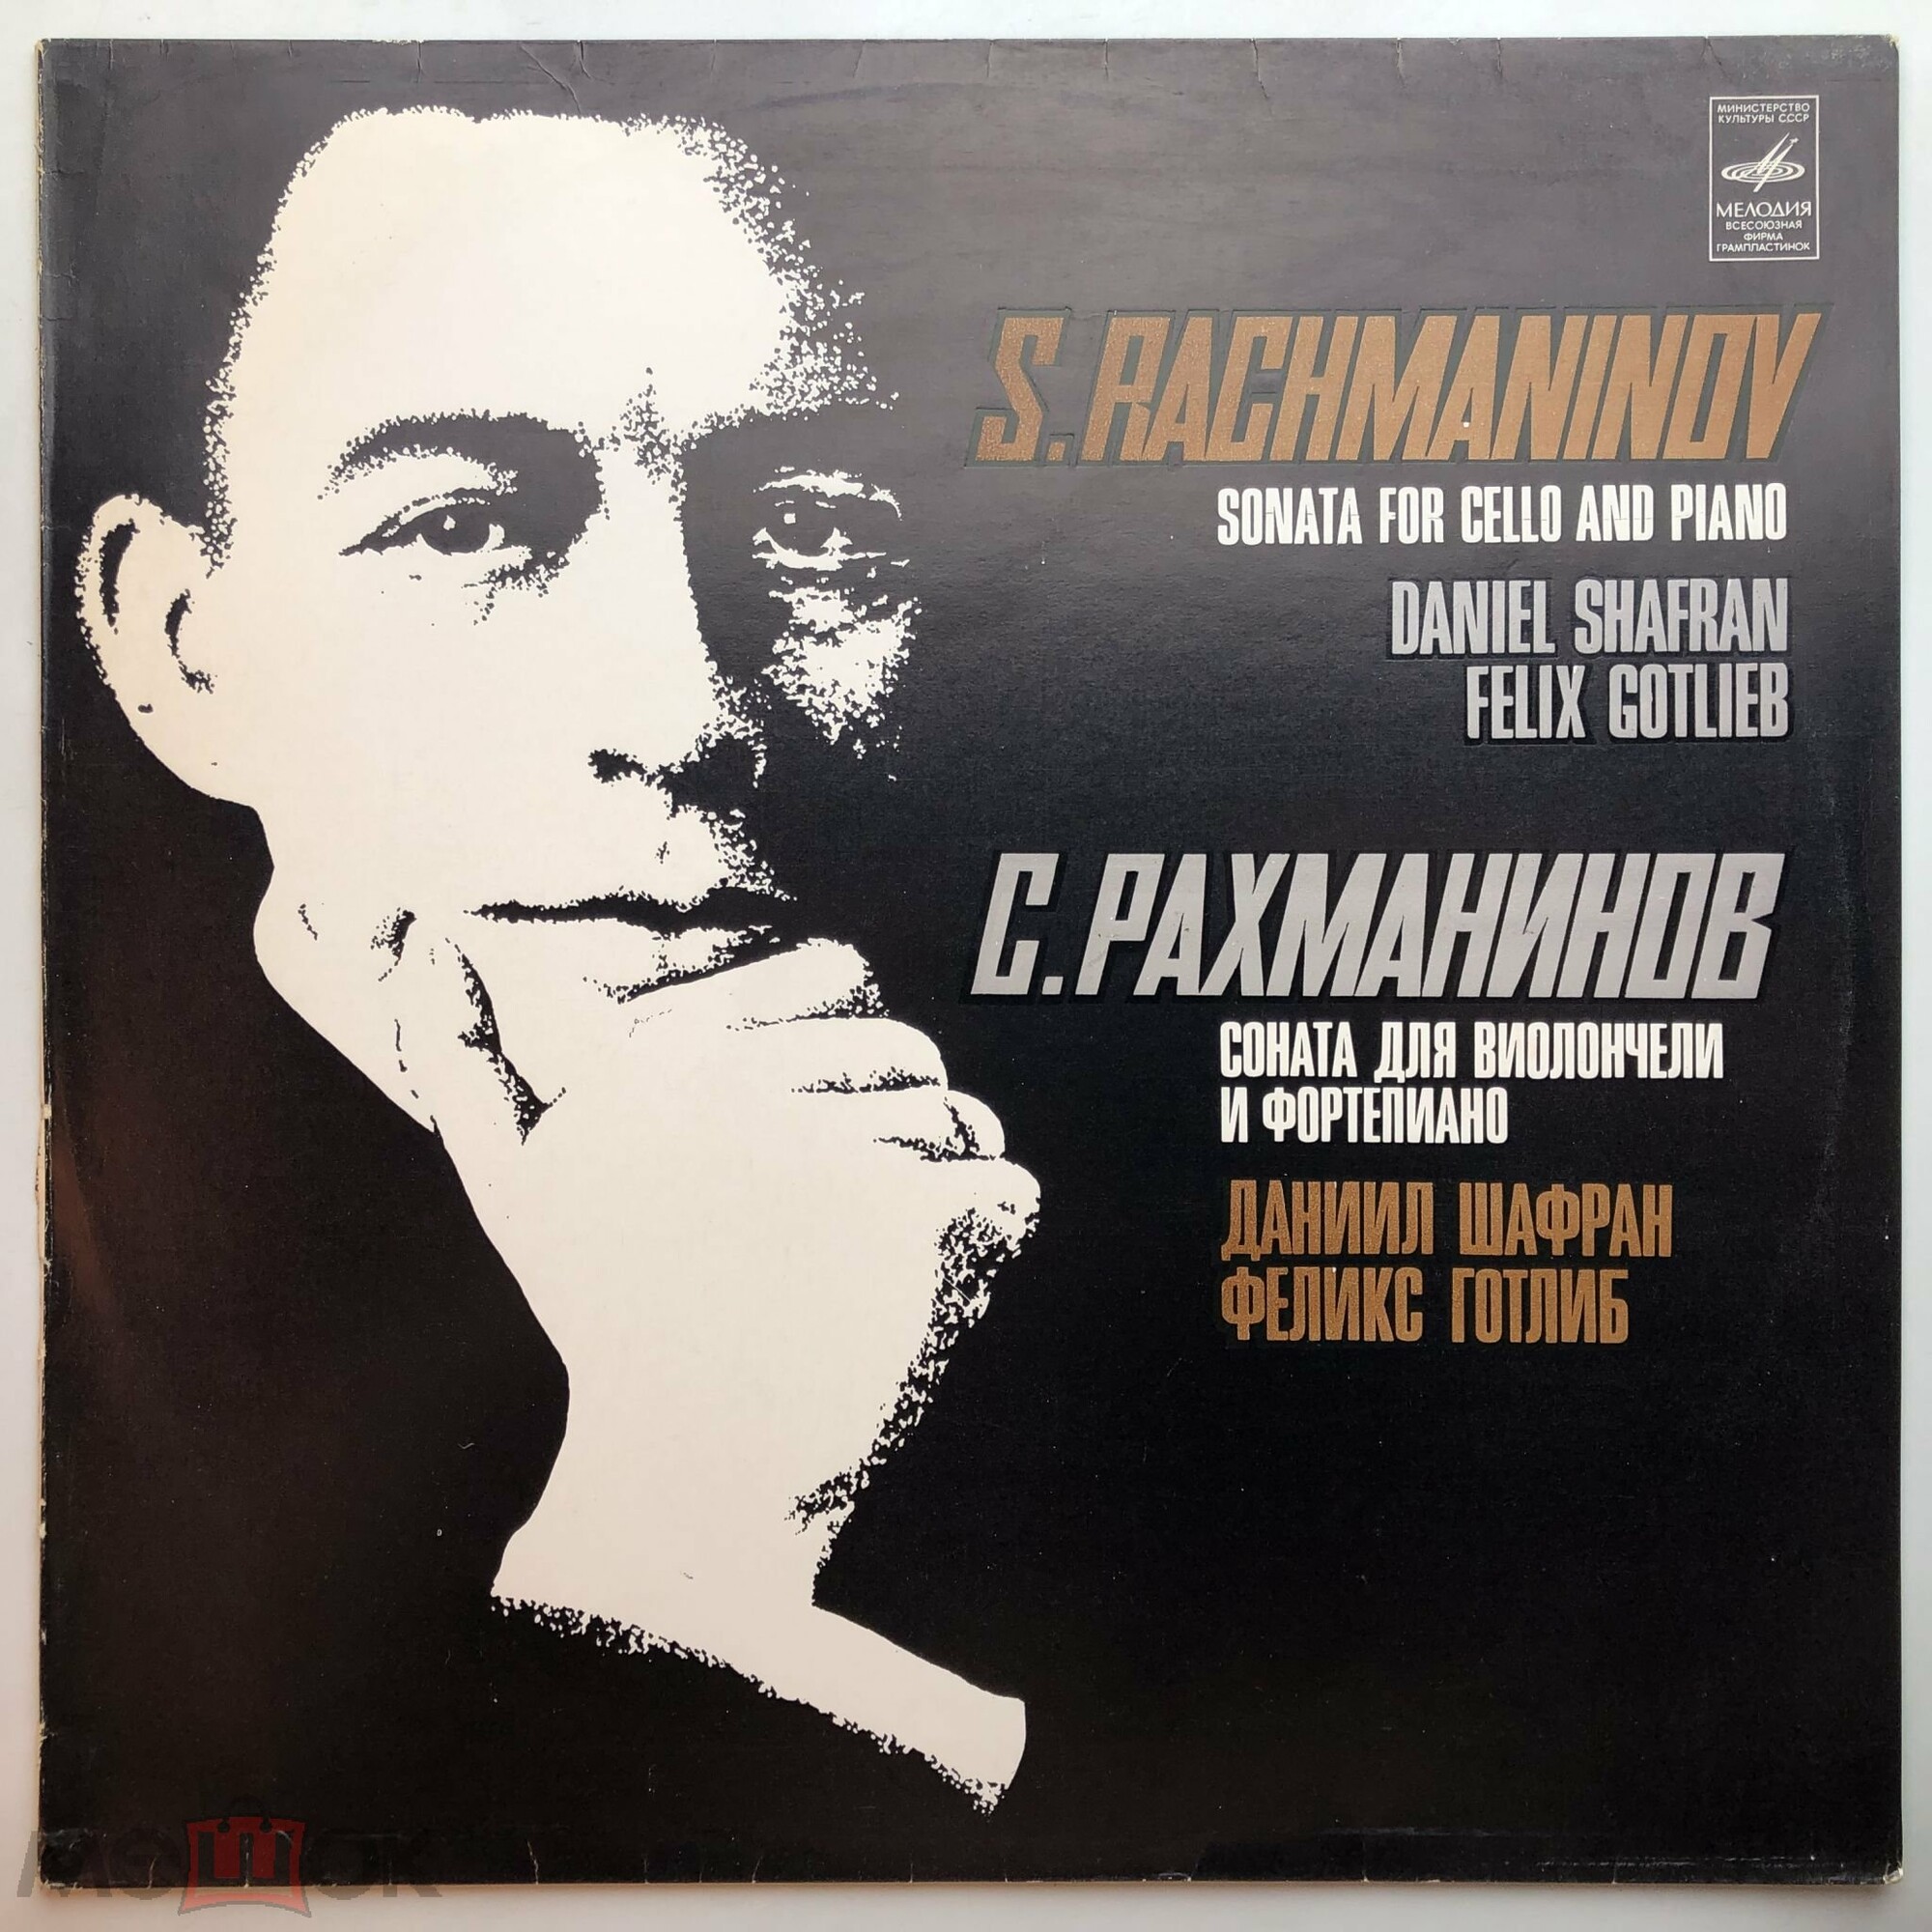 МИНИСТЕРСТВО
КУЛЬТУРЫ СССР
МЕЛОДИЯ
ВСЕСОЮЗНАЯ
ФИРМА
ГРАМПЛАСТИНОК
S.RACHMANINOV
SONATA FOR CELLO AND PIANO
DANIEL SHAFRAN
FELIX GOTLIEB
С.РАХМАНИНОВ
СОНАТА ДЛЯ ВИОЛОНЧЕЛИ
И ФОРТЕПИАНО
ДАНИИЛ ШАФРАН
ФЕЛИКС ГОТЛИБ
МЭШОК